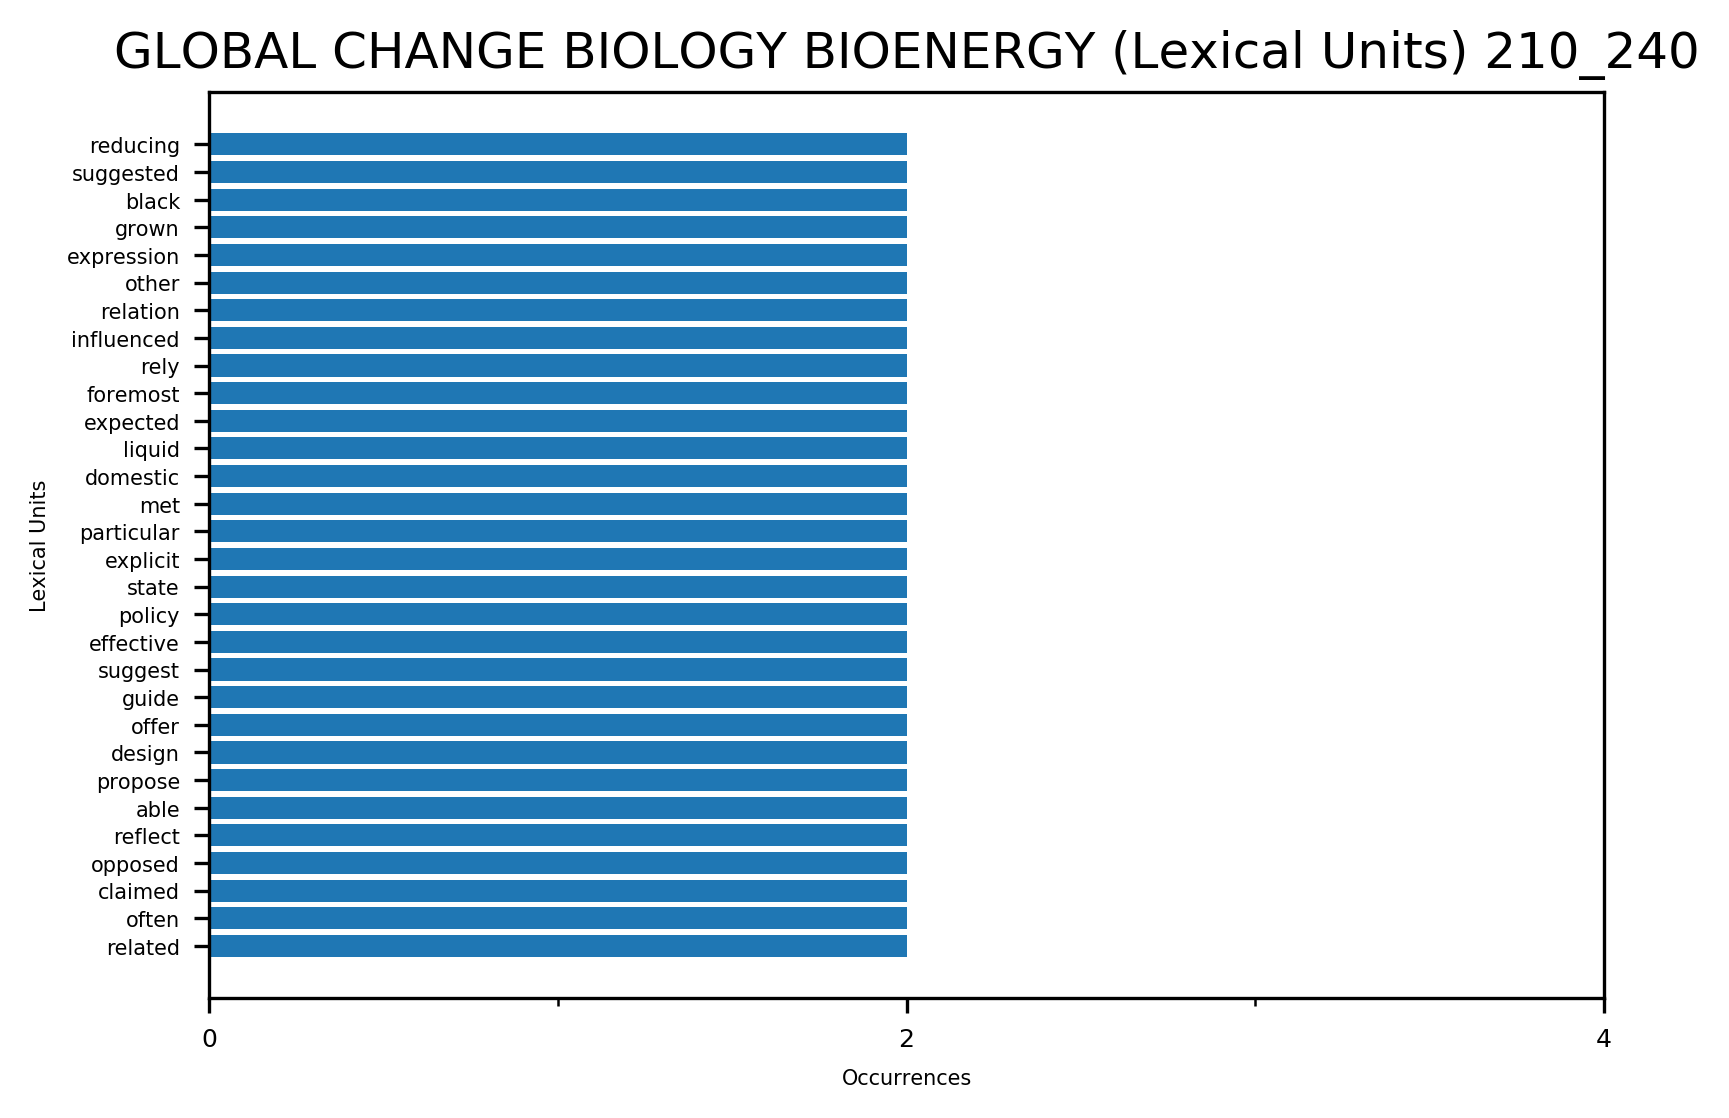 GLOBAL CHANGE BIOLOGY BIOENERGY (Lexical Units) 210_240
reducing
suggested
black
grown
expression
other
relation
influenced
rely
foremost
expected
liquid
domestic
met
particular
explicit
state
policy
effective
suggest
guide
offer
design
propose
able
reflect
opposed
claimed
often
related
Lexical Units
0 2 4
Occurrences